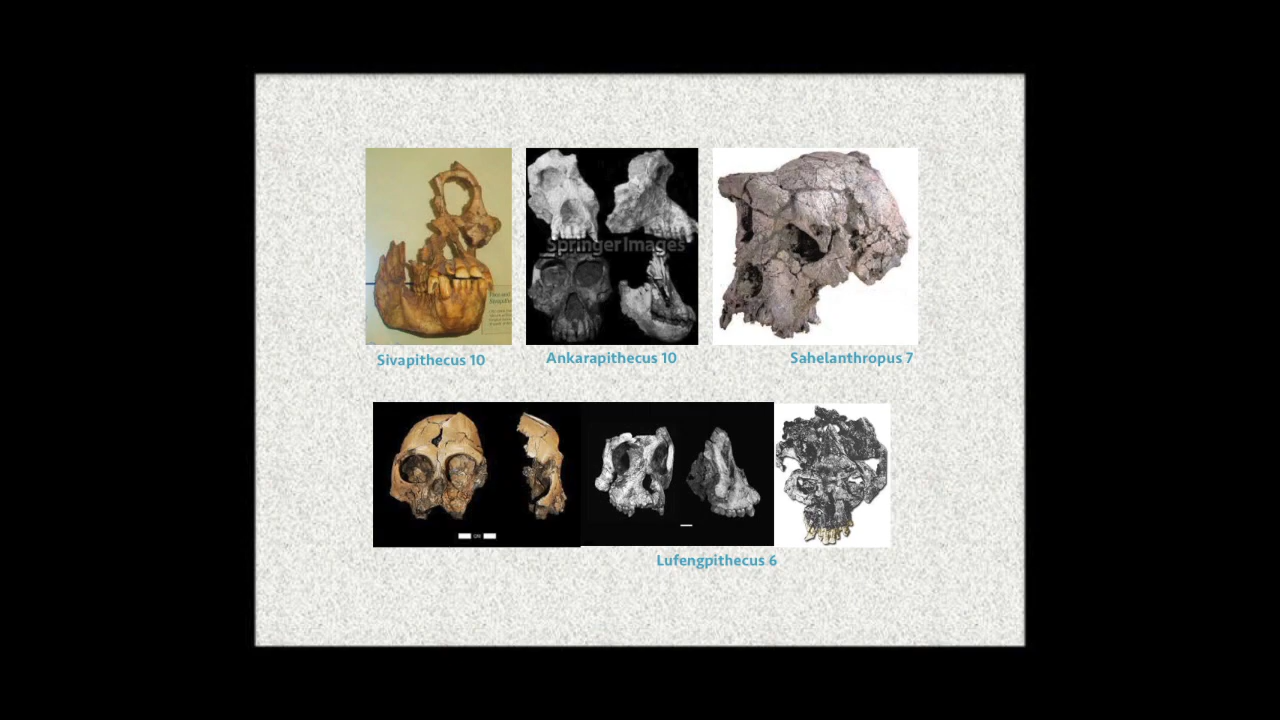 SpringerImages
Sivapithecus 10
Ankarapithecus 10
Sahelanthropus 7
Lufengpithecus 6